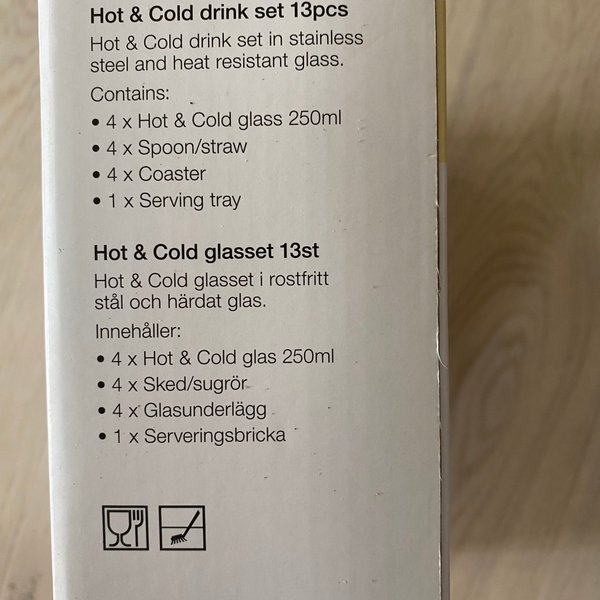 Hot & Cold drink set 13pcs
Hot & Cold drink set in stainless
steel and heat resistant glass.
Contains:
• 4 x Hot & Cold glass 250ml
• 4 x Spoon/straw
• 4 x Coaster
• 1 x Serving tray
Hot & Cold glasset 13st
Hot & Cold glasset i rostfritt
stål och härdat glas.
Innehåller:
• 4 x Hot & Cold glas 250ml
• 4 x Sked/sugrör
• 4 x Glasunderlägg
• 1 x Serveringsbricka